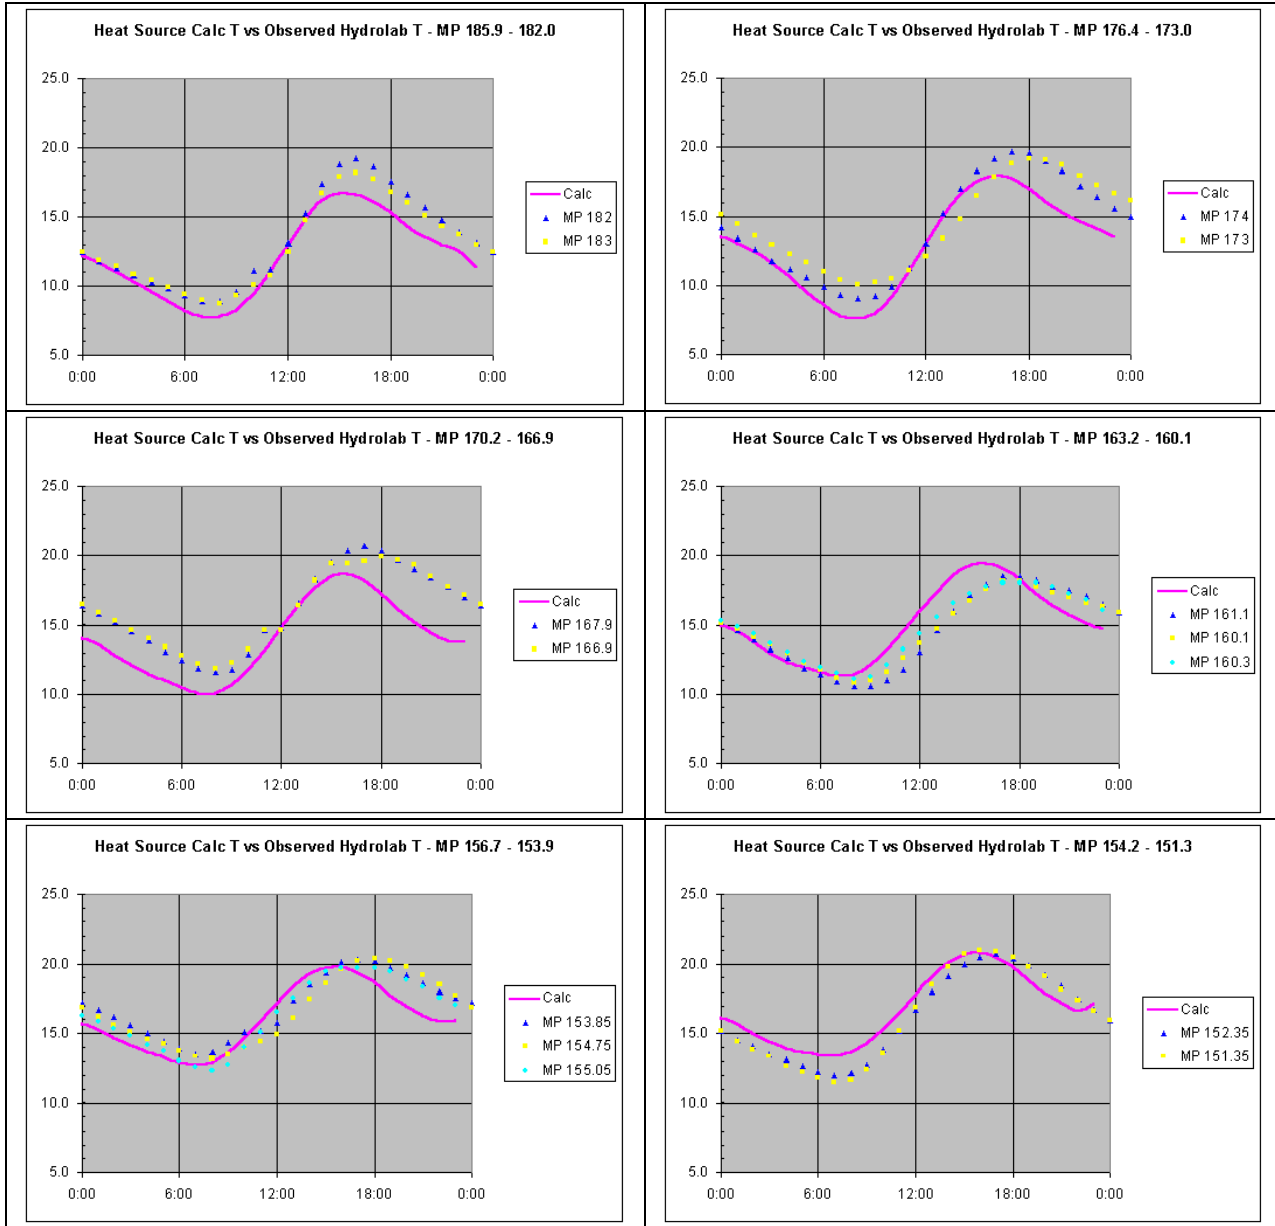 Heat Source Calc T vs Observed Hydrolab T - MP 185.9 - 182.0
25.0
20.0
15.0
10.0
5.0
0:00 6:00 12:00 18:00 0:00
Calc
MP 182
MP 183
Heat Source Calc T vs Observed Hydrolab T - MP 176.4 - 173.0
25.0
20.0
15.0
10.0
5.0
0:00 6:00 12:00 18:00 0:00
Calc
MP 174
MP 173
Heat Source Calc T vs Observed Hydrolab T - MP 170.2 - 166.9
25.0
20.0
15.0
10.0
5.0
0:00 6:00 12:00 18:00 0:00
Calc
MP 167.9
MP 166.9
Heat Source Calc T vs Observed Hydrolab T - MP 163.2 - 160.1
25.0
20.0
15.0
10.0
5.0
0:00 6:00 12:00 18:00 0:00
Calc
MP 161.1
MP 160.1
MP 160.3
Heat Source Calc T vs Observed Hydrolab T - MP 156.7 - 153.9
25.0
20.0
15.0
10.0
5.0
0:00 6:00 12:00 18:00 0:00
Calc
MP 153.85
MP 154.75
MP 155.05
Heat Source Calc T vs Observed Hydrolab T - MP 154.2 - 151.3
25.0
20.0
15.0
10.0
5.0
0:00 6:00 12:00 18:00 0:00
Calc
MP 152.35
MP 151.35